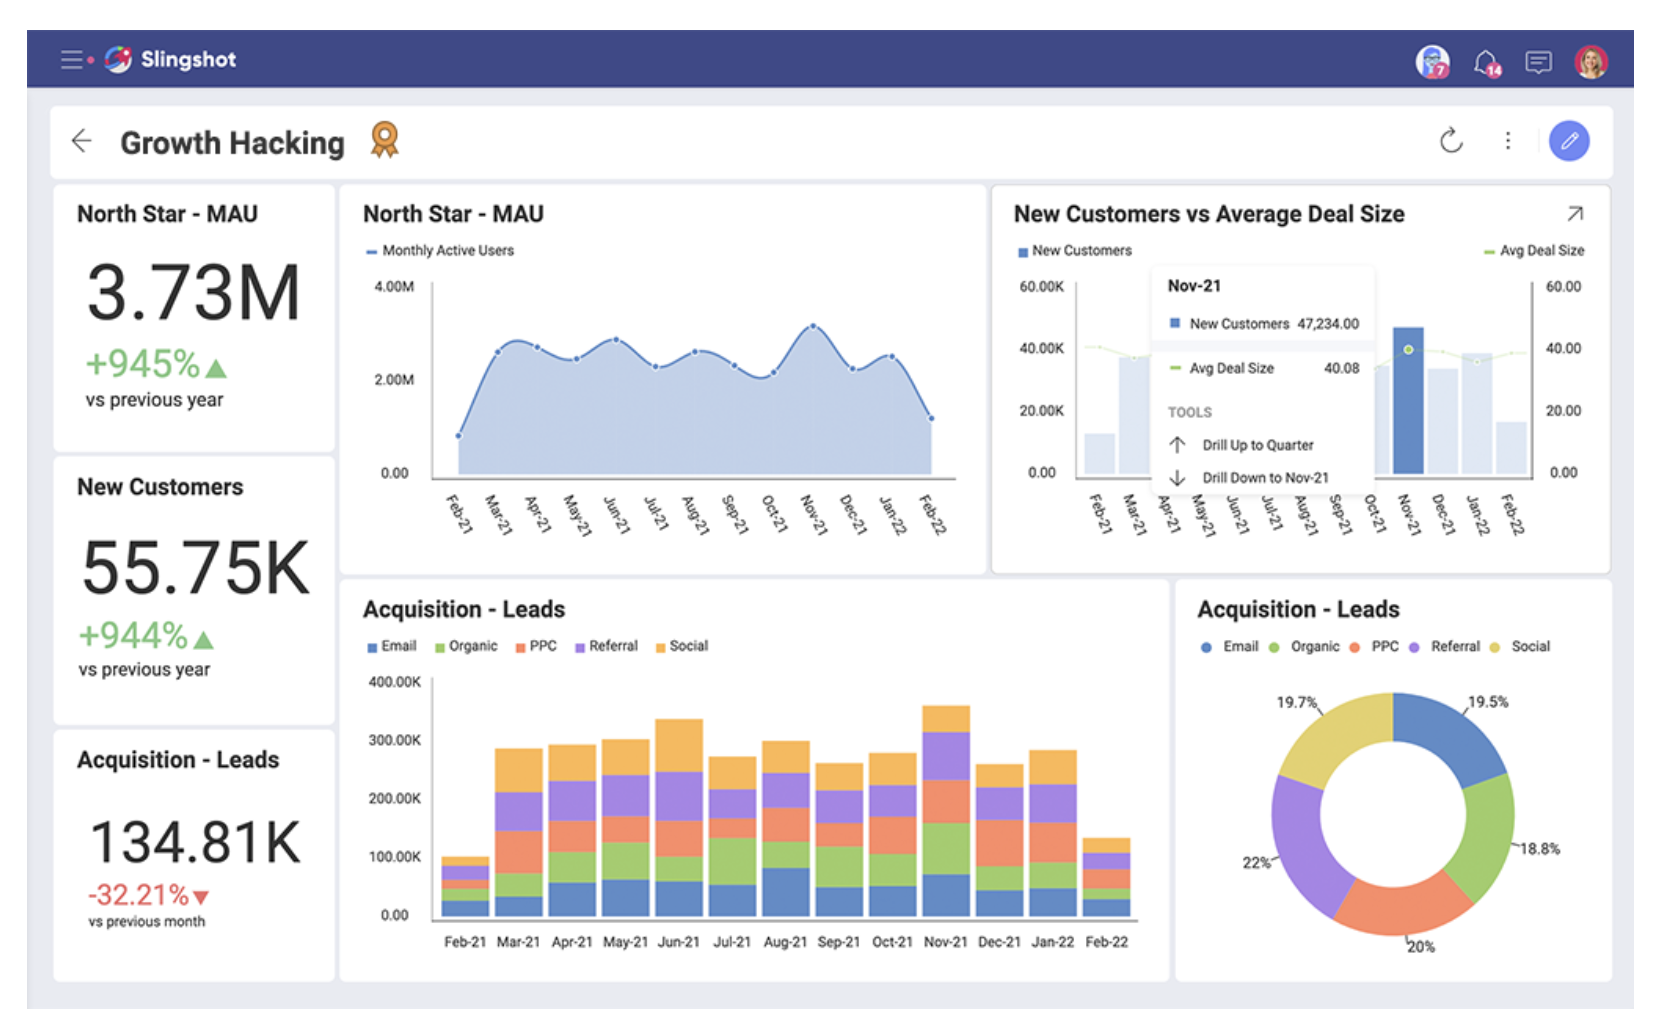 Slingshot
7
14
Growth Hacking
North Star - MAU
3.73M
+945%
vs previous year
New Customers
55.75K
+944%
vs previous year
Acquisition - Leads
134.81K
-32.21%
vs previous month
North Star - MAU
Monthly Active Users
4.00M
2.00M
0.00
Feb-21 Mar-21 Apr-21 May-21 Jun-21 Jul-21 Aug-21 Sep-21 Oct-21 Nov-21 Dec-21 Jan-22 Feb-22
New Customers vs Average Deal Size
New Customers Avg Deal Size
60.00K 60.00
40.00K 40.00
20.00K 20.00
0.00 0.00
Nov-21
New Customers 47,234.00
Avg Deal Size 40.08
TOOLS
Drill Up to Quarter
Drill Down to Nov-21
Feb-21 Mar-21 Apr-21 May-21 Jun-21 Jul-21 Aug-21 Sep-21 Oct-21 Nov-21 Dec-21 Jan-22 Feb-22
Acquisition - Leads
Email Organic PPC Referral Social
400.00K
300.00K
200.00K
100.00K
0.00
Feb-21 Mar-21 Apr-21 May-21 Jun-21 Jul-21 Aug-21 Sep-21 Oct-21 Nov-21 Dec-21 Jan-22 Feb-22
Acquisition - Leads
Email Organic PPC Referral Social
19.7% 19.5%
18.8%
22%
20%